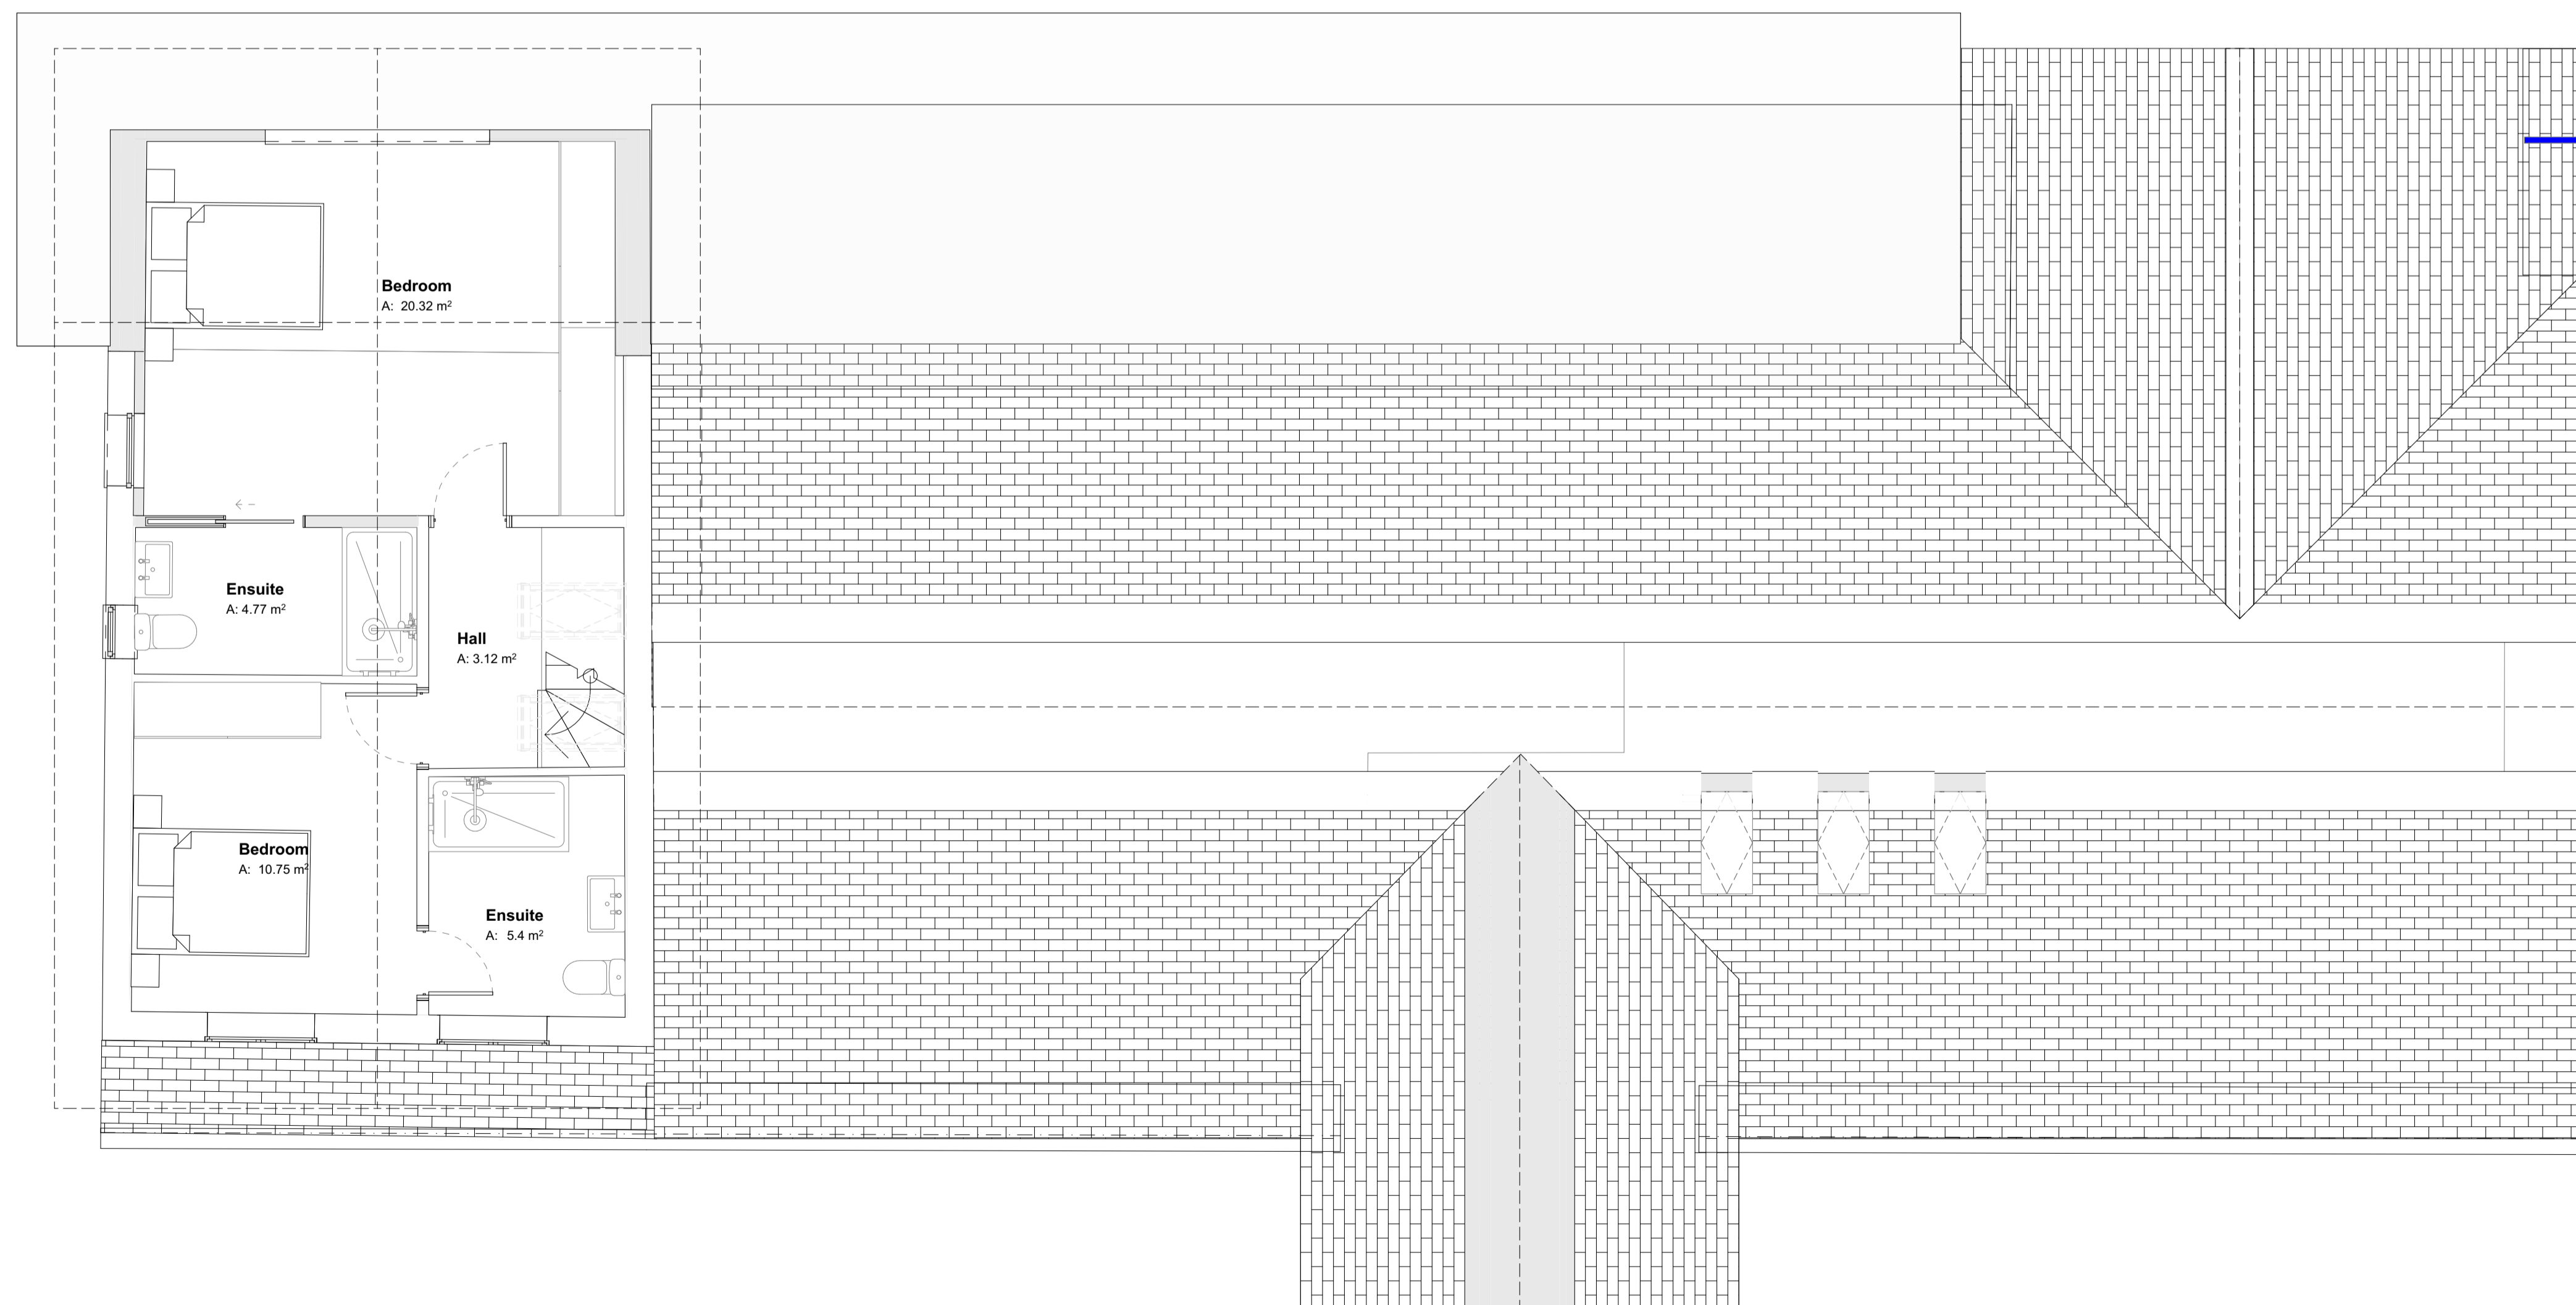 Bedroom
A: 20.32 m²
Ensuite
A: 4.77 m²
Hall
A: 3.12 m²
Bedroom
A: 10.75 m²
Ensuite
A: 5.4 m²